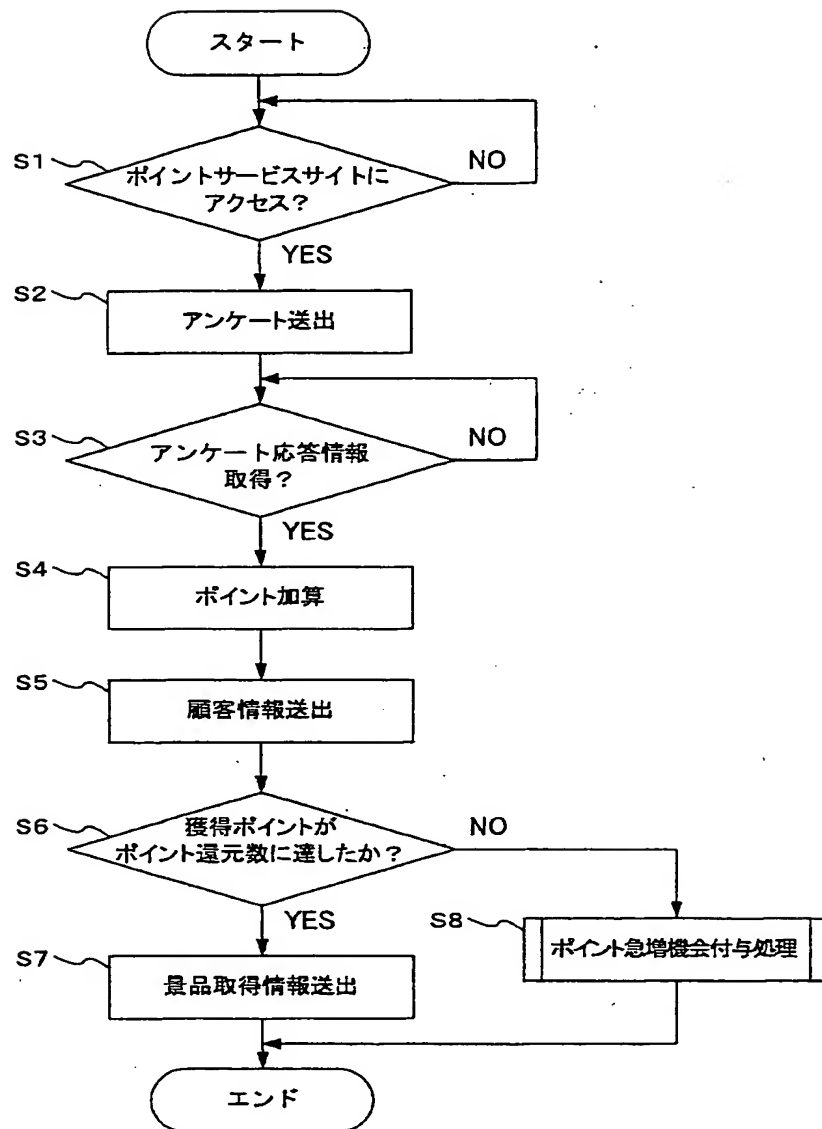 スタート
S1
ポイントサービスサイトに
アクセス?
NO
YES
S2
アンケート送出
S3
アンケート応答情報
取得?
NO
YES
S4
ポイント加算
S5
顧客情報送出
S6
獲得ポイントが
ポイント還元数に達したか?
NO
YES
S7
景品取得情報送出
S8
ポイント急増機会付与処理
エンド